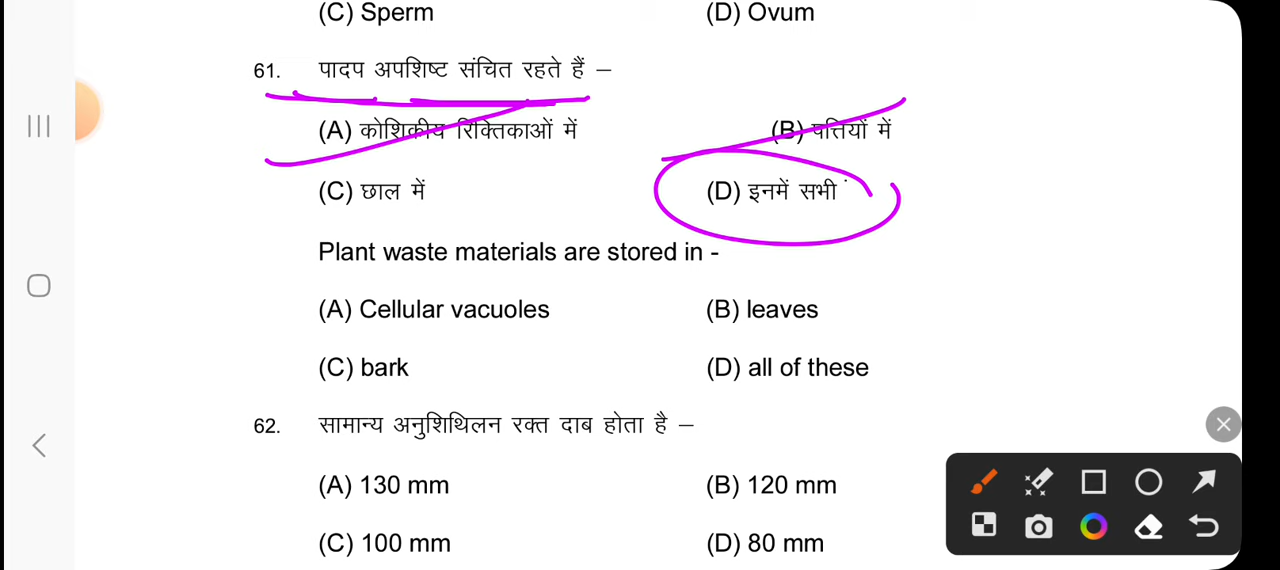 (C) Sperm (D) Ovum
61. पादप अपशिष्ट संचित रहते हैं –
(A) कोशिकीय रिक्तिकाओं में (B) पत्तियों में
(C) छाल में (D) इनमें सभी
Plant waste materials are stored in -
(A) Cellular vacuoles (B) leaves
(C) bark (D) all of these
62. सामान्य अनुशिथिलन रक्त दाब होता है –
(A) 130 mm (B) 120 mm
(C) 100 mm (D) 80 mm